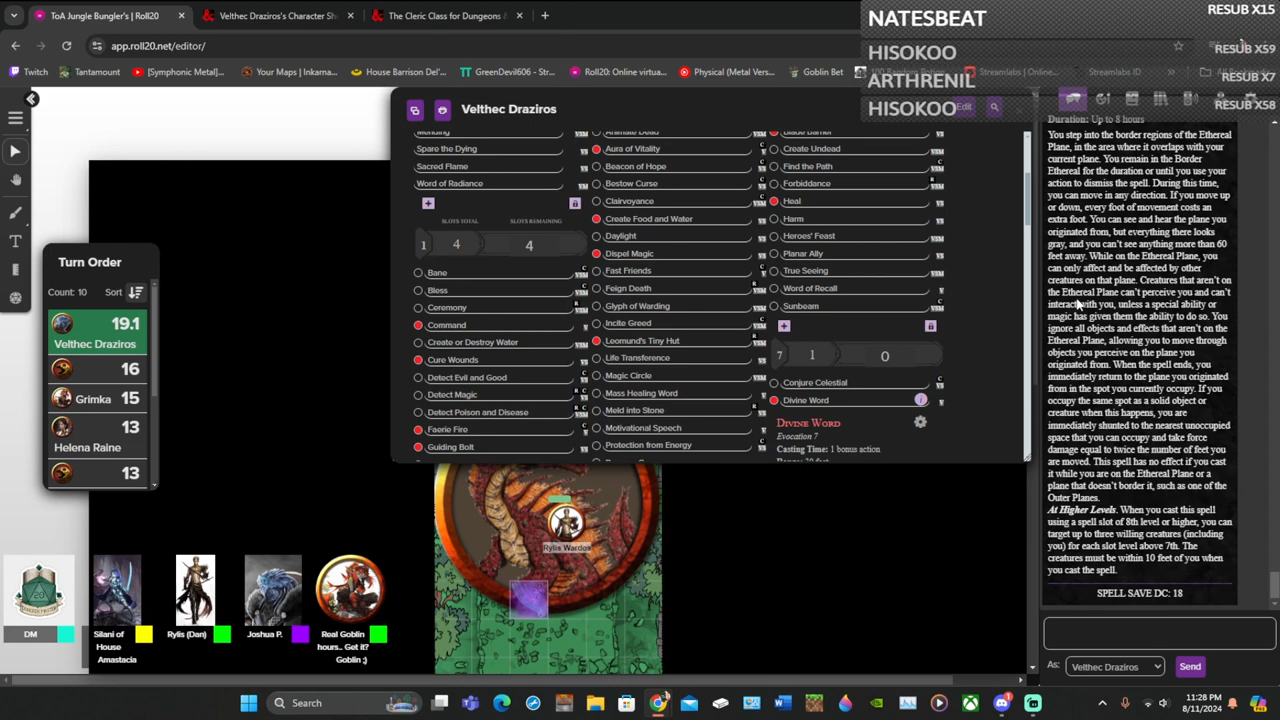 ToA Jungle Bungler's | Roll20
Velthec Draziros's Character Sh
The Cleric Class for Dungeons &
NATESBEAT
RESUB X15
HISOKOO
RESUB X59
ARTHRENIL
RESUB X7
HISOKOO
RESUB X58
app.roll20.net/editor/
Twitch
Tantamount
[Symphonic Metal]...
Your Maps | Inkarna...
House Barrison Del'...
GreenDevil606 - Str...
Roll20: Online virtua...
Physical (Metal Vers...
Goblin Bet
Streamlabs | Online...
Streamlabs ID
Velthec Draziros
Edit
Mending
Spare the Dying
Sacred Flame
Word of Radiance
SLOTS TOTAL
SLOTS REMAINING
1 4 4
Bane
Bless
Ceremony
Command
Create or Destroy Water
Cure Wounds
Detect Evil and Good
Detect Magic
Detect Poison and Disease
Faerie Fire
Guiding Bolt
Animate Dead
Aura of Vitality
Beacon of Hope
Bestow Curse
Clairvoyance
Create Food and Water
Daylight
Dispel Magic
Fast Friends
Feign Death
Glyph of Warding
Incite Greed
Leomund's Tiny Hut
Life Transference
Magic Circle
Mass Healing Word
Meld into Stone
Motivational Speech
Protection from Energy
Blade Barrier
Create Undead
Find the Path
Forbiddance
Heal
Harm
Heroes' Feast
Planar Ally
True Seeing
Word of Recall
Sunbeam
7 1 0
Conjure Celestial
Divine Word
DIVINE WORD
Evocation 7
Casting Time: 1 bonus action
Turn Order
Count: 10 Sort
19.1
Velthec Draziros
16
Grimka 15
13
Helena Raine
13
Rylis Wardos
DM
Silani of
House
Amastacia
Rylis (Dan)
Joshua P.
Real Goblin
hours.. Get it?
Goblin ;)
Duration: Up to 8 hours
You step into the border regions of the Ethereal
Plane, in the area where it overlaps with your
current plane. You remain in the Border
Ethereal for the duration or until you use your
action to dismiss the spell. During this time,
you can move in any direction. If you move up
or down, every foot of movement costs an
extra foot. You can see and hear the plane you
originated from, but everything there looks
gray, and you can't see anything more than 60
feet away. While on the Ethereal Plane, you
can only affect and be affected by other
creatures on that plane. Creatures that aren't on
the Ethereal Plane can't perceive you and can't
interact with you, unless a special ability or
magic has given them the ability to do so. You
ignore all objects and effects that aren't on the
Ethereal Plane, allowing you to move through
objects you perceive on the plane you
originated from. When the spell ends, you
immediately return to the plane you originated
from in the spot you currently occupy. If you
occupy the same spot as a solid object or
creature when this happens, you are
immediately shunted to the nearest unoccupied
space that you can occupy and take force
damage equal to twice the number of feet you
are moved. This spell has no effect if you cast
it while you are on the Ethereal Plane or a
plane that doesn't border it, such as one of the
Outer Planes.
At Higher Levels. When you cast this spell
using a spell slot of 8th level or higher, you can
target up to three willing creatures (including
you) for each slot level above 7th. The
creatures must be within 10 feet of you when
you cast the spell.
SPELL SAVE DC: 18
As: Velthec Draziros Send
Search
11:28 PM
8/11/2024